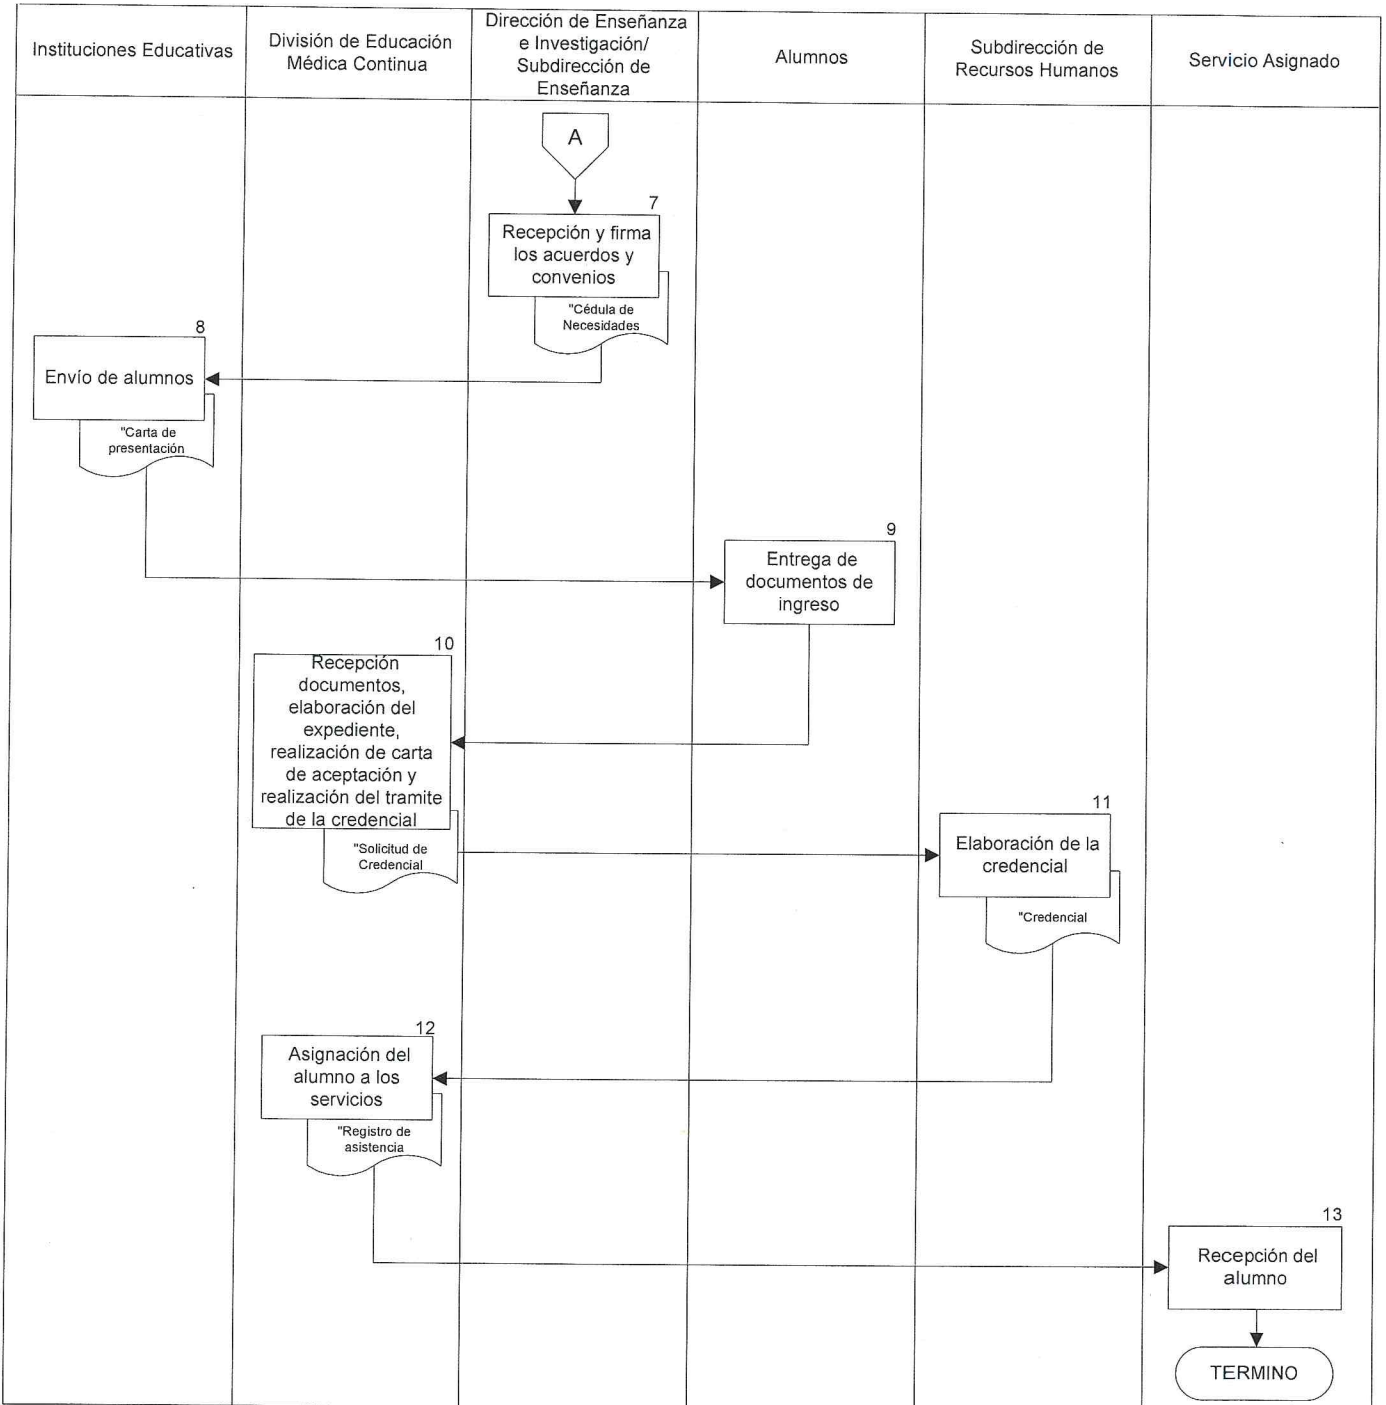 Instituciones Educativas
División de Educación
Médica Continua
Dirección de Enseñanza
e Investigación/
Subdirección de
Enseñanza
Alumnos
Subdirección de
Recursos Humanos
Servicio Asignado
A
7
Recepción y firma
los acuerdos y
convenios
"Cédula de
Necesidades
8
Envío de alumnos
"Carta de
presentación
9
Entrega de
documentos de
ingreso
10
Recepción
documentos,
elaboración del
expediente,
realización de carta
de aceptación y
realización del tramite
de la credencial
"Solicitud de
Credencial
11
Elaboración de la
credencial
"Credencial
12
Asignación del
alumno a los
servicios
"Registro de
asistencia
13
Recepción del
alumno
TERMINO